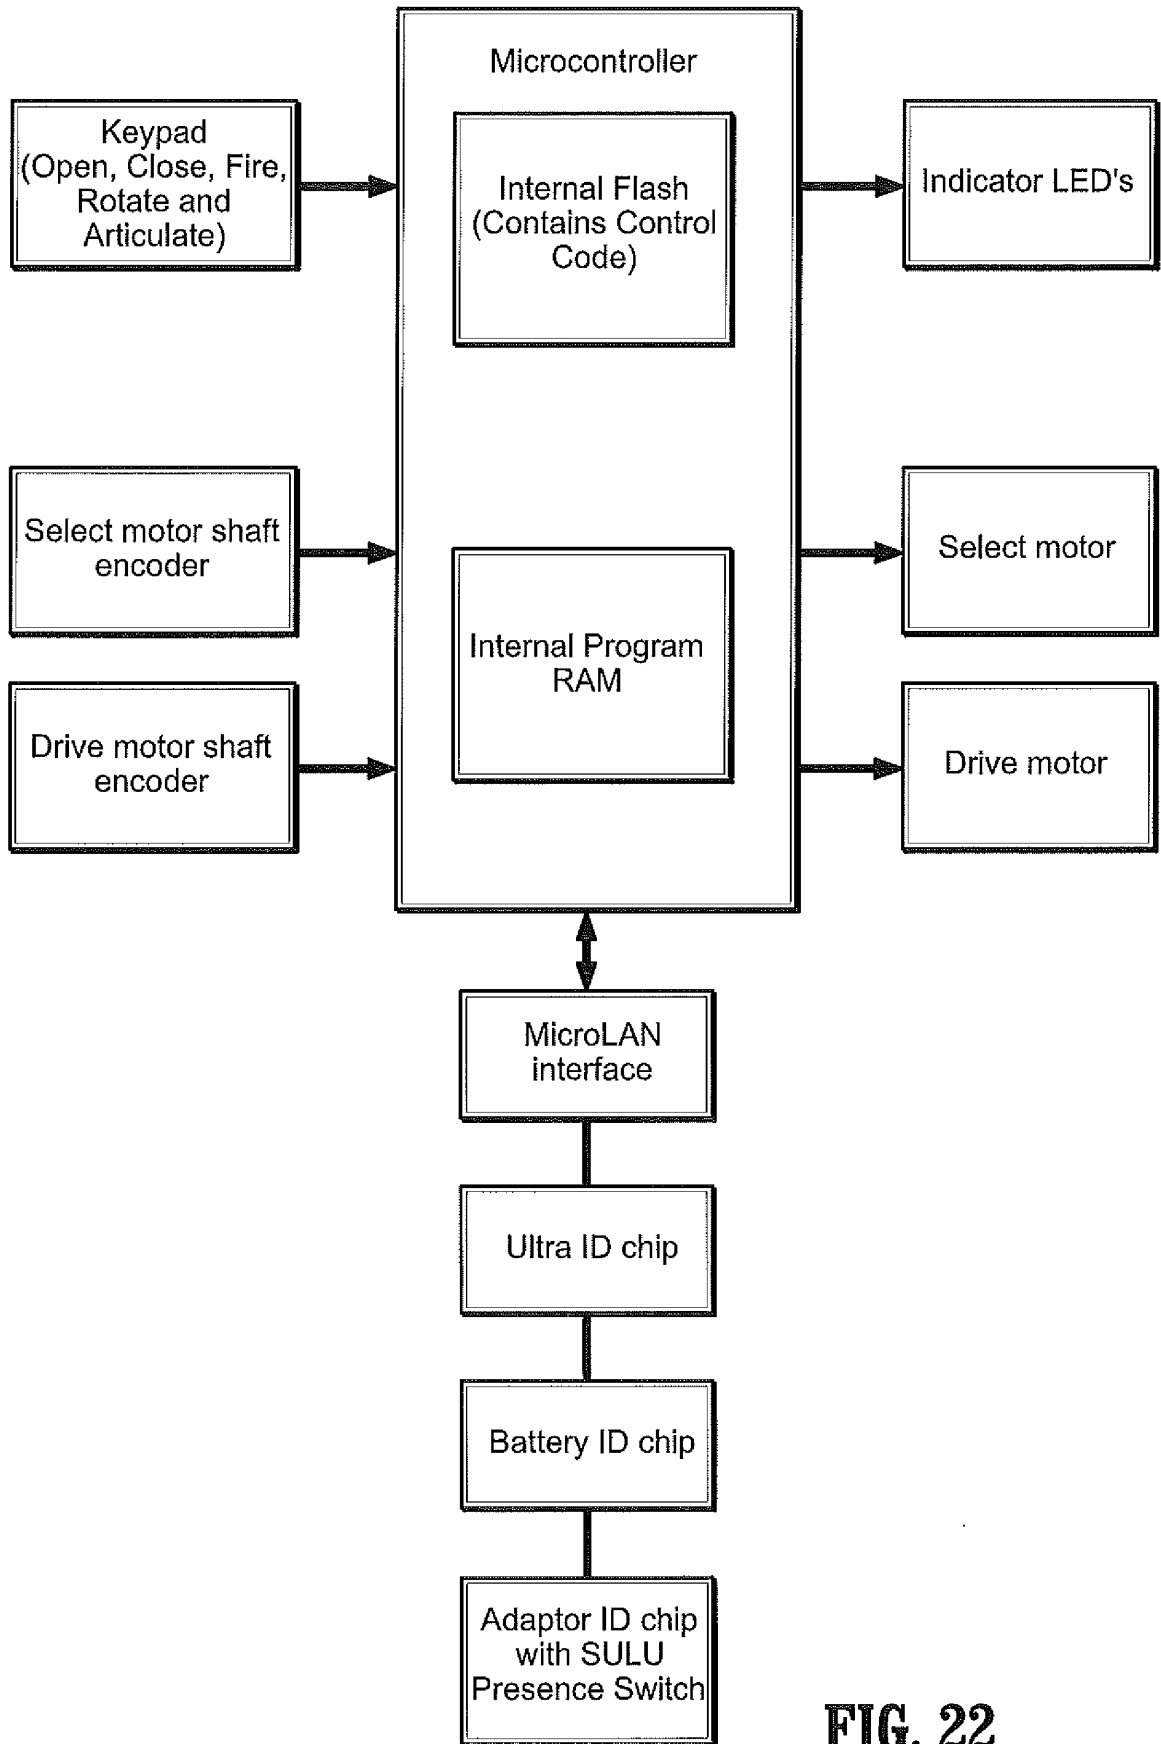 Microcontroller
Keypad
(Open, Close, Fire,
Rotate and
Articulate)
Internal Flash
(Contains Control
Code)
Indicator LED's
Select motor shaft
encoder
Select motor
Internal Program
RAM
Drive motor shaft
encoder
Drive motor
MicroLAN
interface
Ultra ID chip
Battery ID chip
Adaptor ID chip
with SULU
Presence Switch
FIG. 22